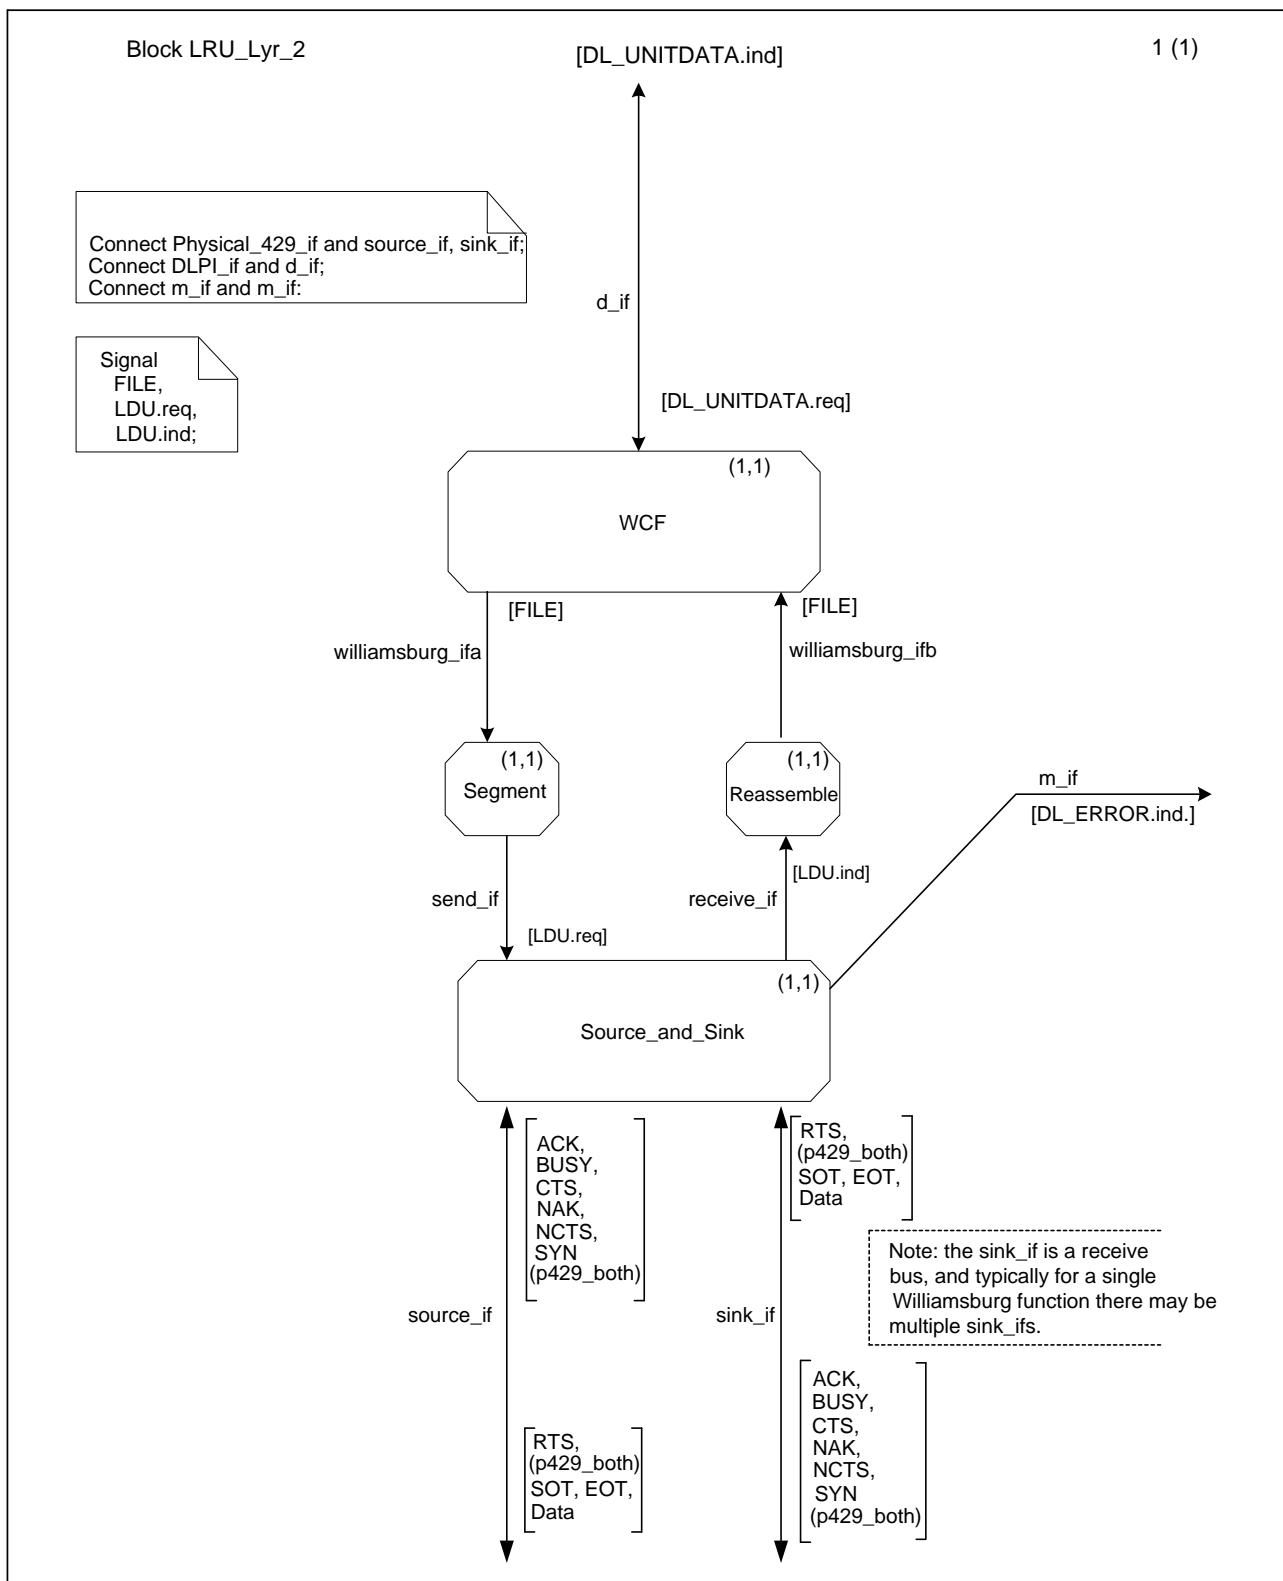 Block LRU_Lyr_2
[DL_UNITDATA.ind]
1 (1)
Connect Physical_429_if and source_if, sink_if;
Connect DLPI_if and d_if;
Connect m_if and m_if:
d_if
Signal
FILE,
LDU.req,
LDU.ind;
[DL_UNITDATA.req]
(1,1)
WCF
[FILE]
[FILE]
williamsburg_ifa
williamsburg_ifb
(1,1)
Segment
(1,1)
Reassemble
m_if
[DL_ERROR.ind.]
send_if
[LDU.req]
receive_if
[LDU.ind]
(1,1)
Source_and_Sink
ACK,
BUSY,
CTS,
NAK,
NCTS,
SYN
(p429_both)
RTS,
(p429_both)
SOT, EOT,
Data
Note: the sink_if is a receive
bus, and typically for a single
Williamsburg function there may be
multiple sink_ifs.
source_if
sink_if
RTS,
(p429_both)
SOT, EOT,
Data
ACK,
BUSY,
CTS,
NAK,
NCTS,
SYN
(p429_both)